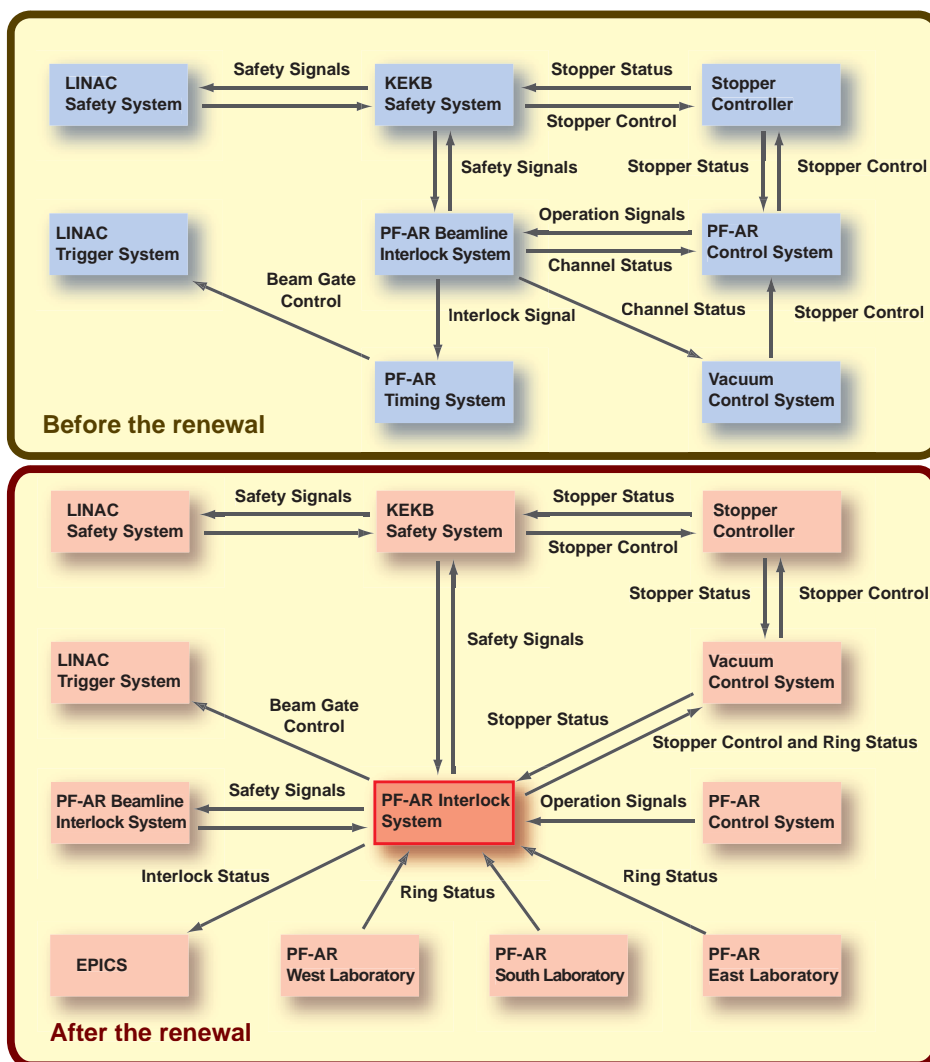 LINAC
Safety System
Safety Signals
KEKB
Safety System
Stopper Status
Stopper Control
Stopper
Controller
Safety Signals
Stopper Status
Stopper Control
LINAC
Trigger System
PF-AR Beamline
Interlock System
Operation Signals
Channel Status
PF-AR
Control System
Beam Gate
Control
Interlock Signal
Channel Status
Stopper Control
PF-AR
Timing System
Vacuum
Control System
Before the renewal
LINAC
Safety System
Safety Signals
KEKB
Safety System
Stopper Status
Stopper Control
Stopper
Controller
Stopper Status
Stopper Control
Safety Signals
LINAC
Trigger System
Vacuum
Control System
Beam Gate
Control
Stopper Status
Stopper Control and Ring Status
PF-AR Beamline
Interlock System
Safety Signals
PF-AR Interlock
System
Operation Signals
PF-AR
Control System
Interlock Status
Ring Status
Ring Status
EPICS
PF-AR
West Laboratory
PF-AR
South Laboratory
PF-AR
East Laboratory
After the renewal